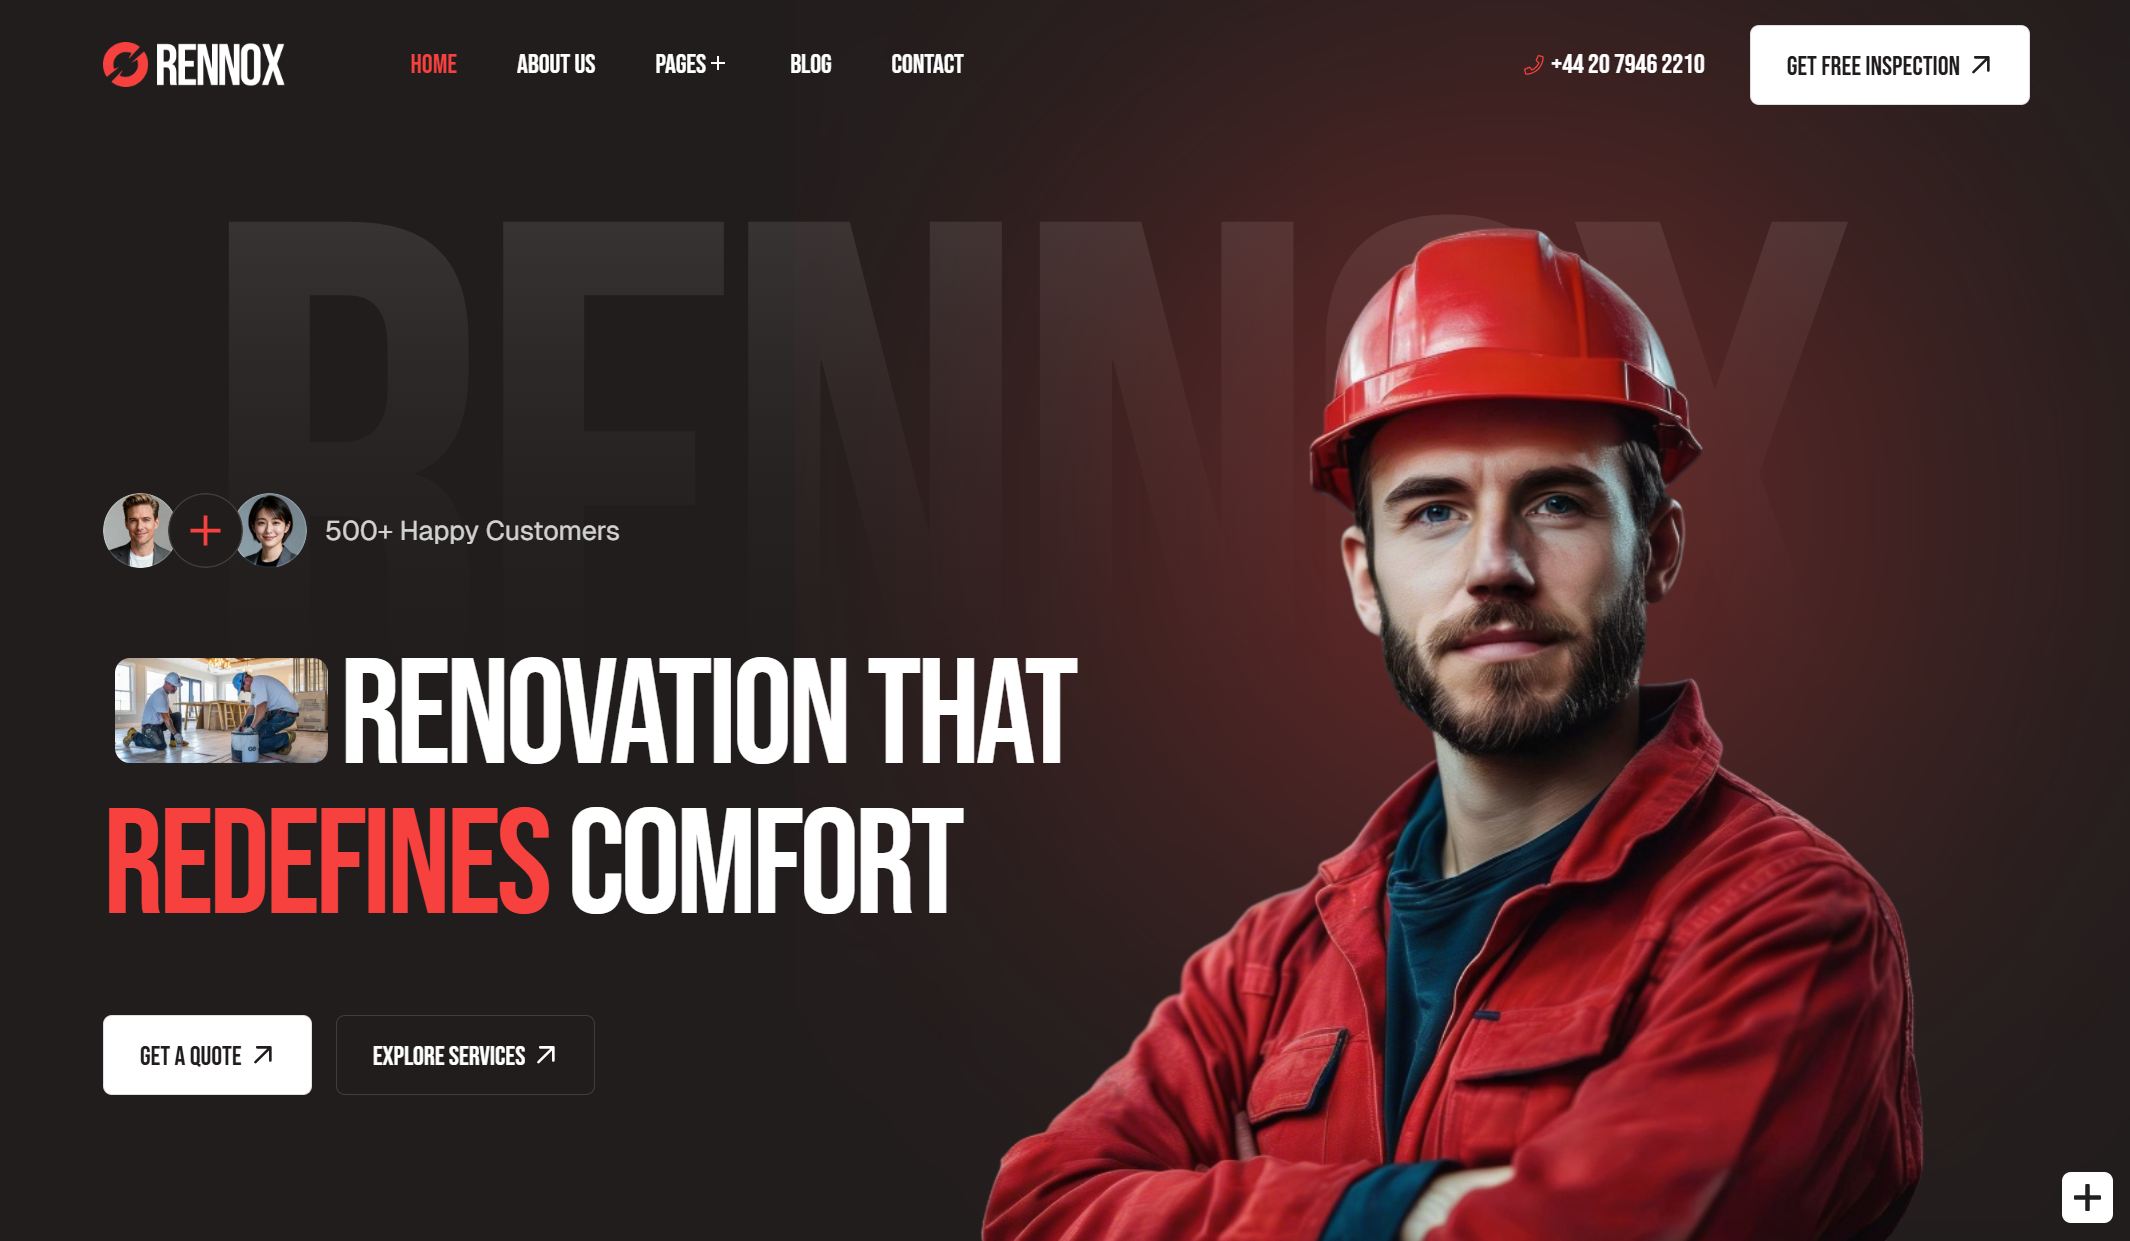 RENNOX
HOME
ABOUT US
PAGES +
BLOG
CONTACT
+44 20 7946 2210
GET FREE INSPECTION
RENNOX
500+ Happy Customers
RENOVATION THAT
REDEFINES COMFORT
GET A QUOTE
EXPLORE SERVICES